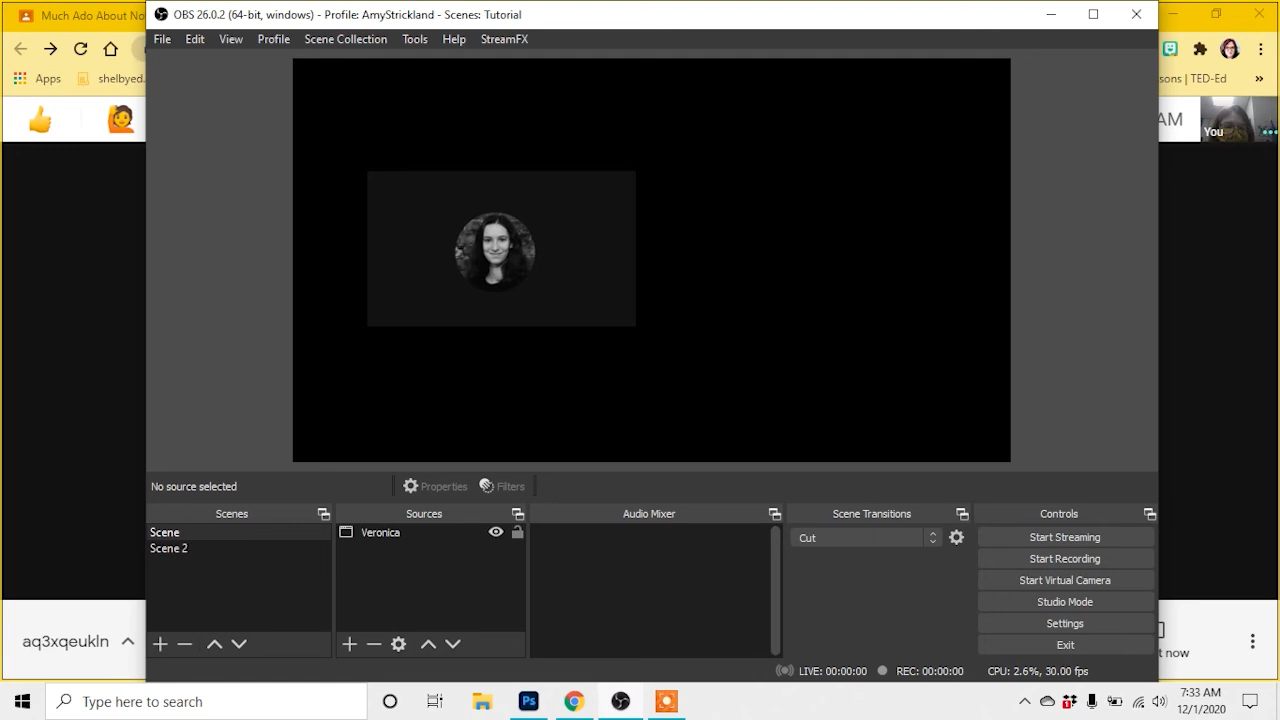 Much Ado About No
OBS 26.0.2 (64-bit, windows) - Profile: AmyStrickland - Scenes: Tutorial
File Edit View Profile Scene Collection Tools Help StreamFX
Apps shelbyed.
sons | TED-Ed
AM
You
No source selected
Properties Filters
Scenes Sources Audio Mixer Scene Transitions Controls
Scene
Scene 2
Veronica
Cut
Start Streaming
Start Recording
Start Virtual Camera
Studio Mode
Settings
Exit
aq3xqeukln
t now
LIVE: 00:00:00 REC: 00:00:00 CPU: 2.6%, 30.00 fps
Type here to search
Ps
7:33 AM
12/1/2020